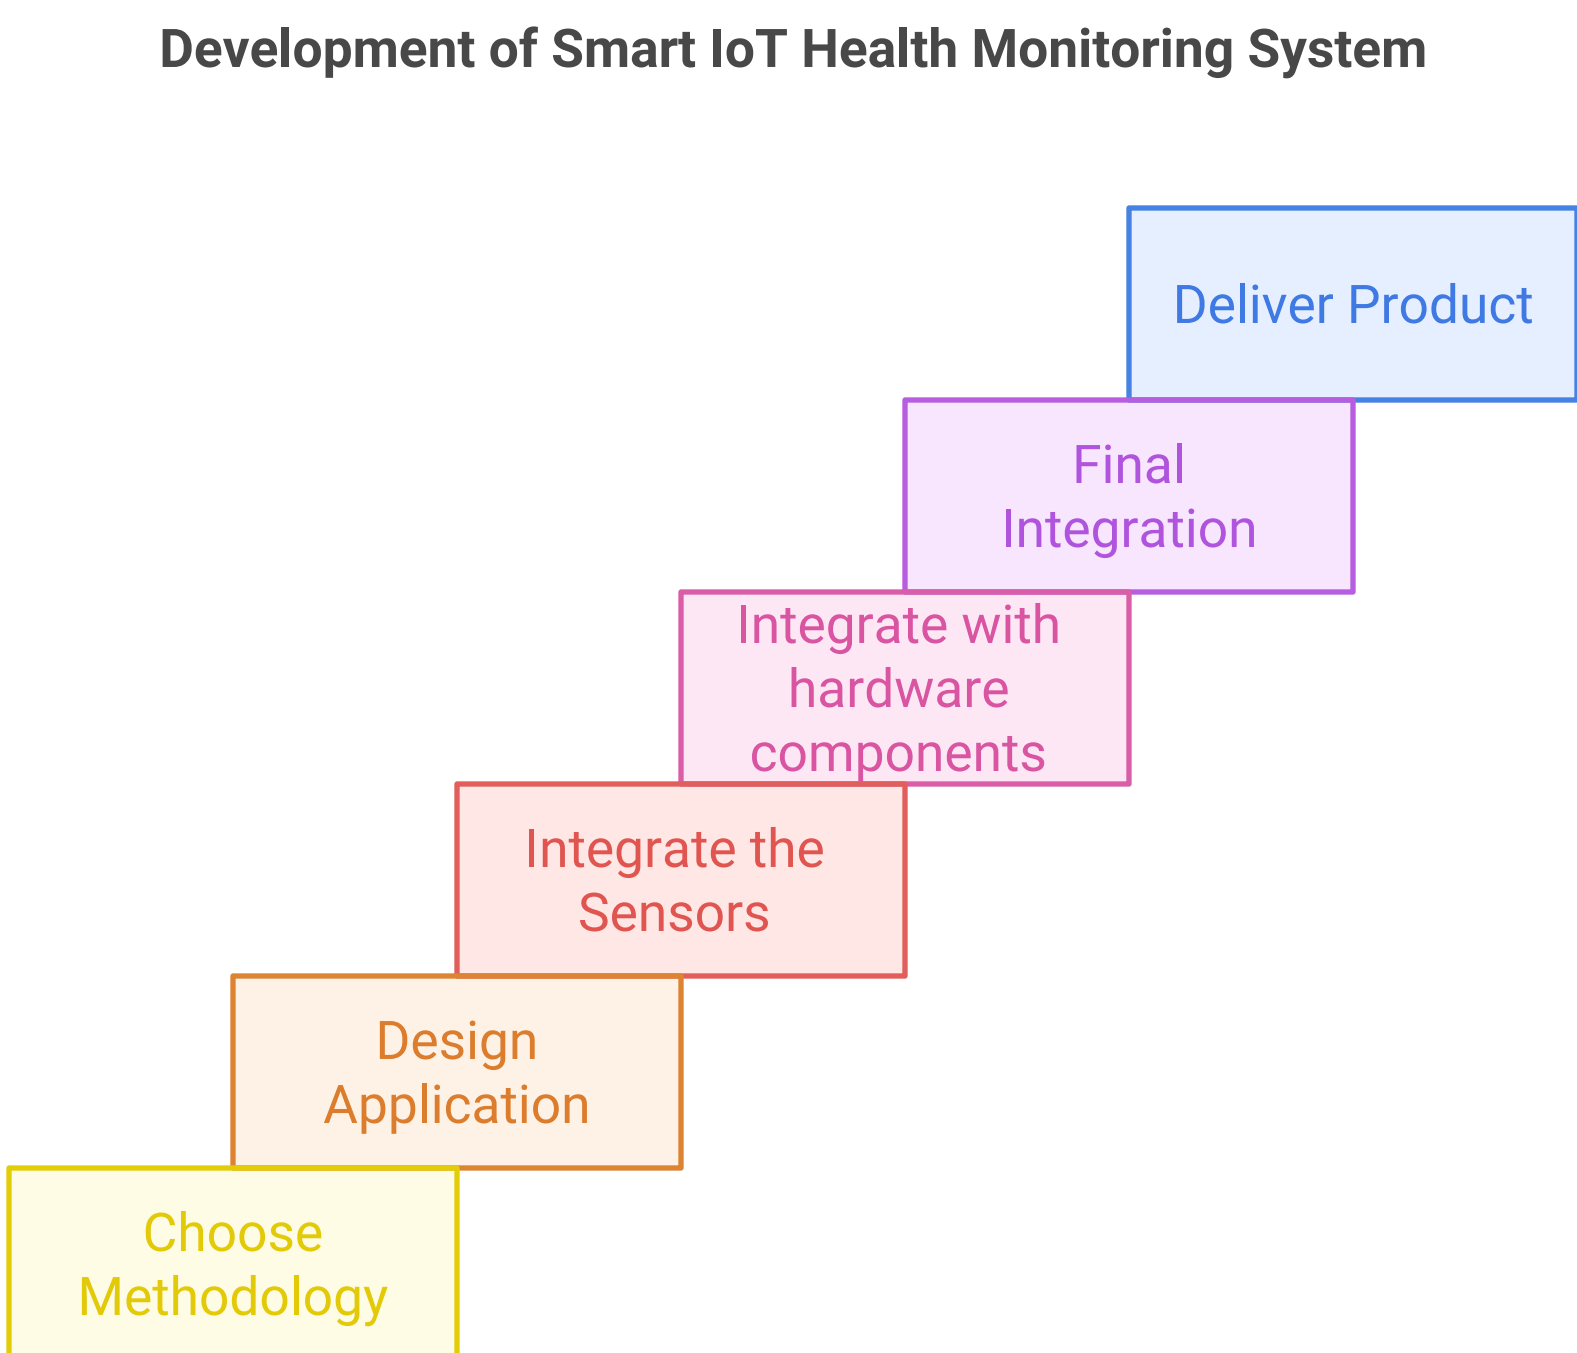 Development of Smart IoT Health Monitoring System
Deliver Product
Final
Integration
Integrate with
hardware
components
Integrate the
Sensors
Design
Application
Choose
Methodology